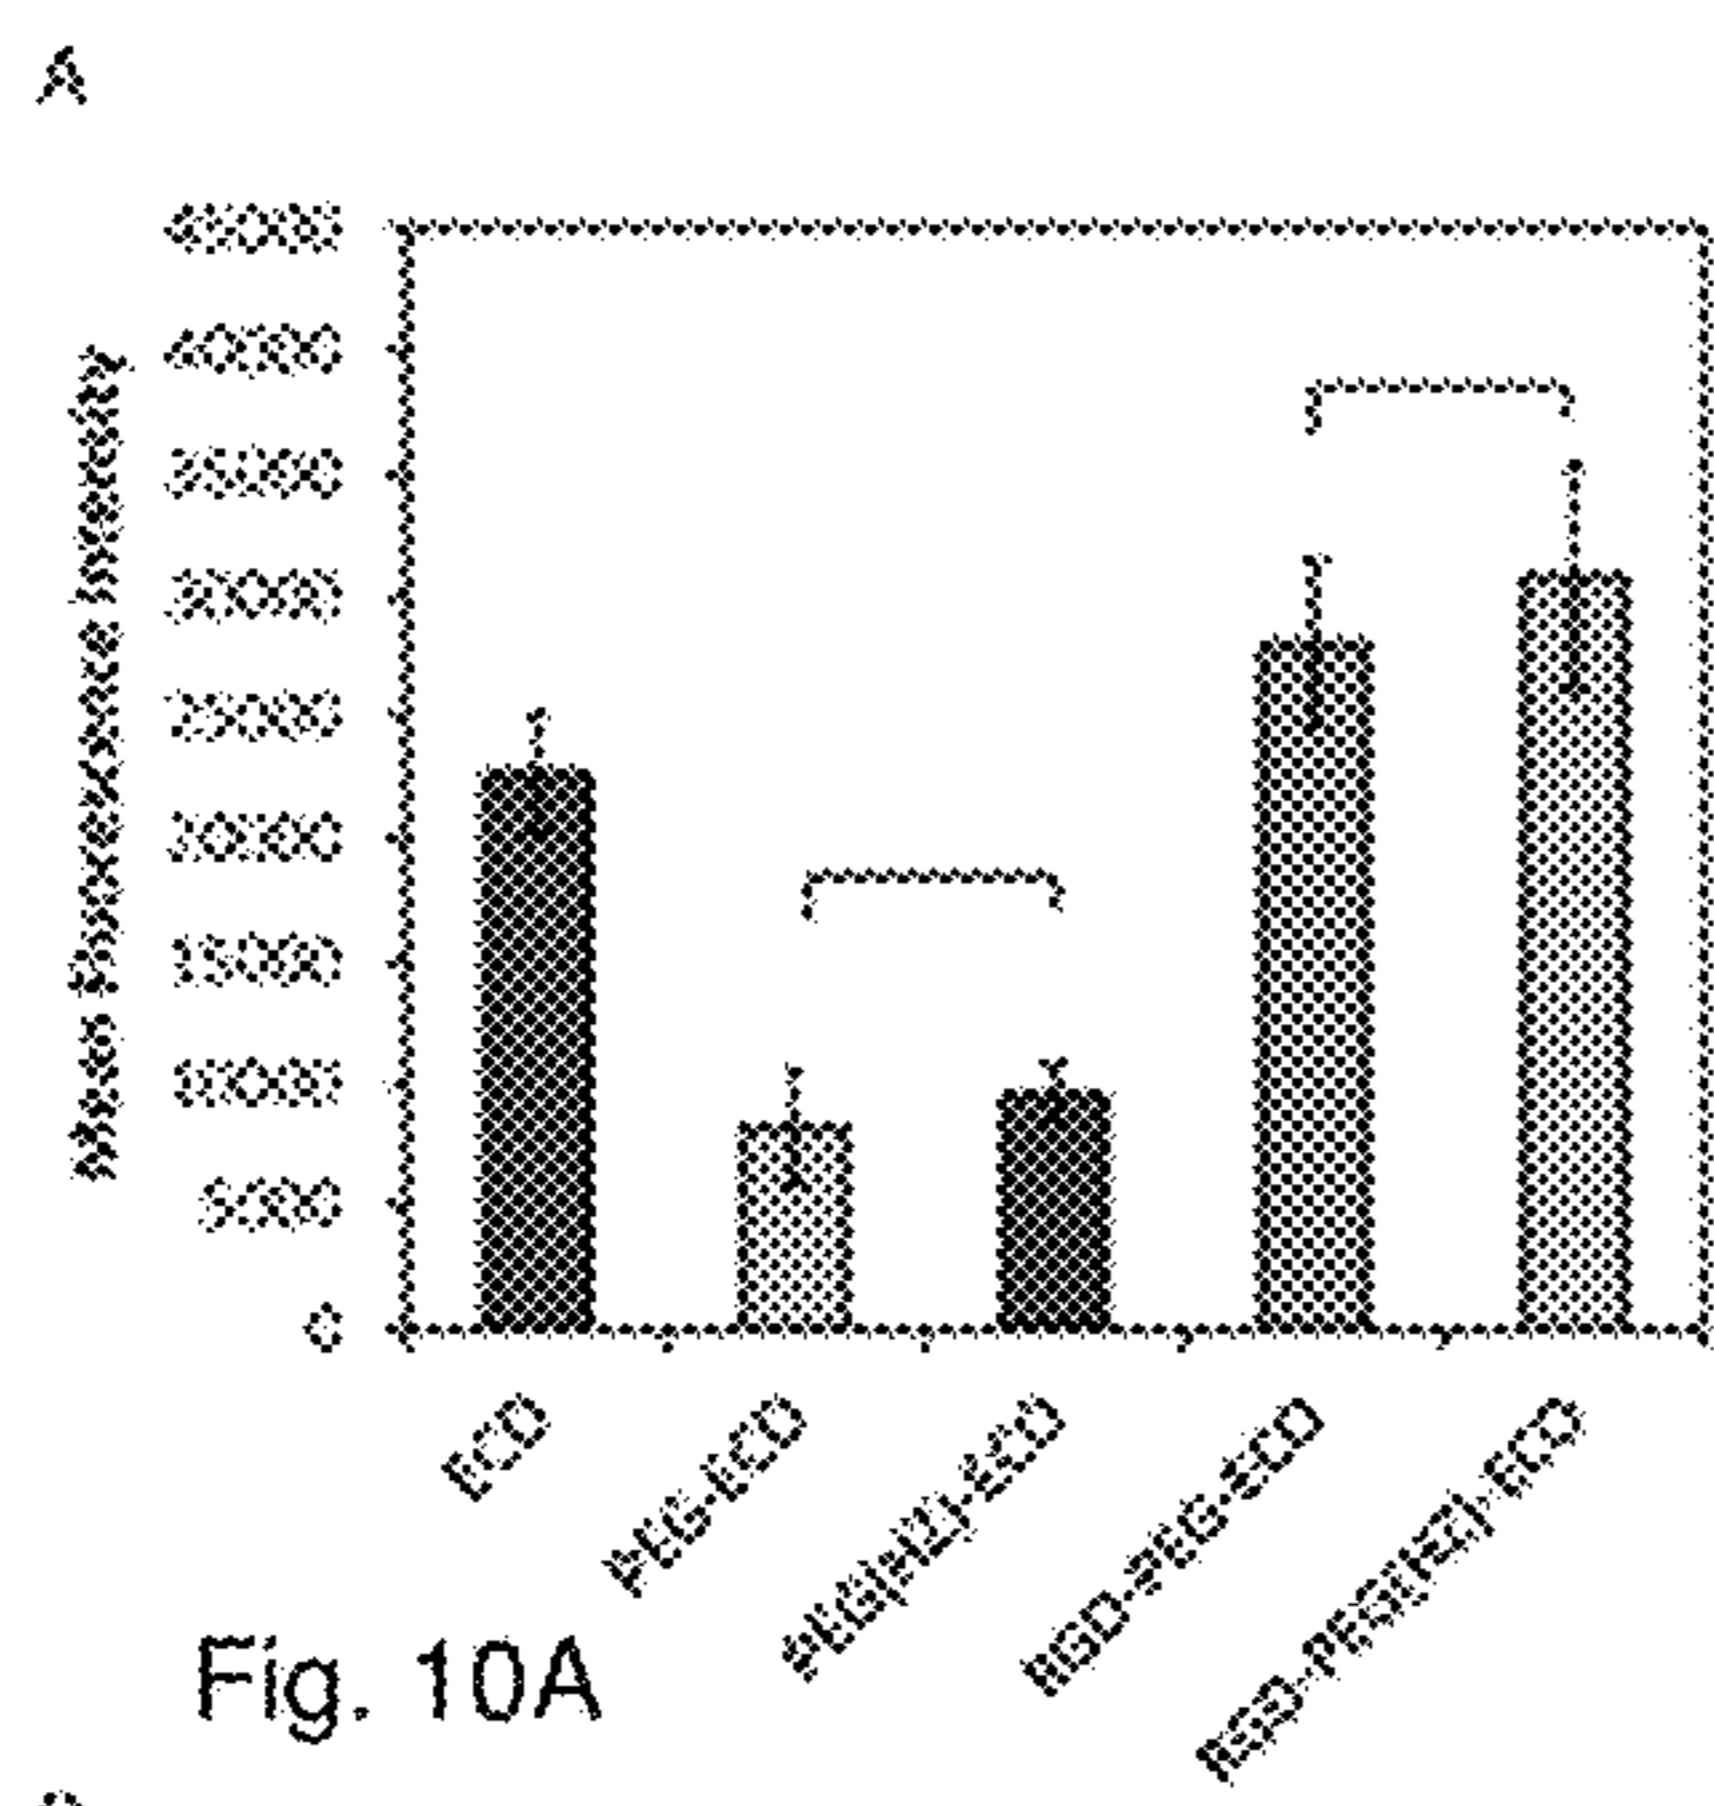 A
45000
40000
35000
30000
25000
20000
15000
10000
5000
0
Mean Fluorescence Intensity
ECO
PEG-ECO
PEG(HZ)-ECO
RGD-PEG-ECO
RGD-PEG(HZ)-ECO
Fig. 10A